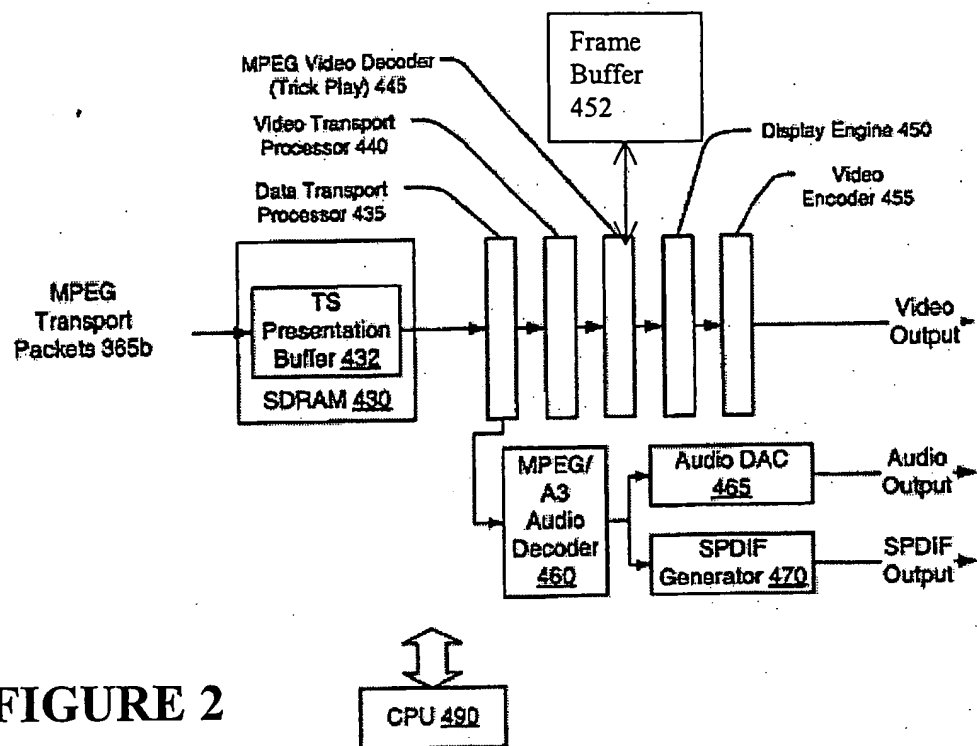 Frame
Buffer
452
MPEG Video Decoder
(Trick Play) 445
Video Transport
Processor 440
Data Transport
Processor 435
Display Engine 450
Video
Encoder 455
MPEG
Transport
Packets 365b
TS
Presentation
Buffer 432
SDRAM 430
Video
Output
MPEG/
A3
Audio
Decoder
460
Audio DAC
465
Audio
Output
SPDIF
Generator 470
SPDIF
Output
FIGURE 2
CPU 490